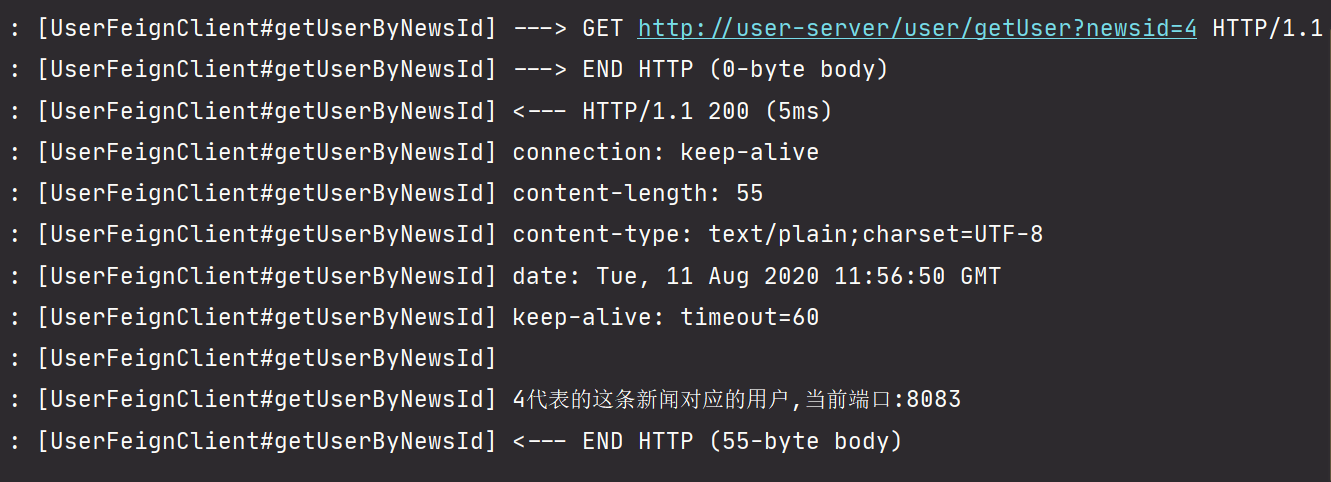 : [UserFeignClient#getUserByNewsId] ---> GET http://user-server/user/getUser?newsid=4 HTTP/1.1
: [UserFeignClient#getUserByNewsId] ---> END HTTP (0-byte body)
: [UserFeignClient#getUserByNewsId] <--- HTTP/1.1 200 (5ms)
: [UserFeignClient#getUserByNewsId] connection: keep-alive
: [UserFeignClient#getUserByNewsId] content-length: 55
: [UserFeignClient#getUserByNewsId] content-type: text/plain;charset=UTF-8
: [UserFeignClient#getUserByNewsId] date: Tue, 11 Aug 2020 11:56:50 GMT
: [UserFeignClient#getUserByNewsId] keep-alive: timeout=60
: [UserFeignClient#getUserByNewsId]
: [UserFeignClient#getUserByNewsId] 4代表的这条新闻对应的用户,当前端口:8083
: [UserFeignClient#getUserByNewsId] <--- END HTTP (55-byte body)